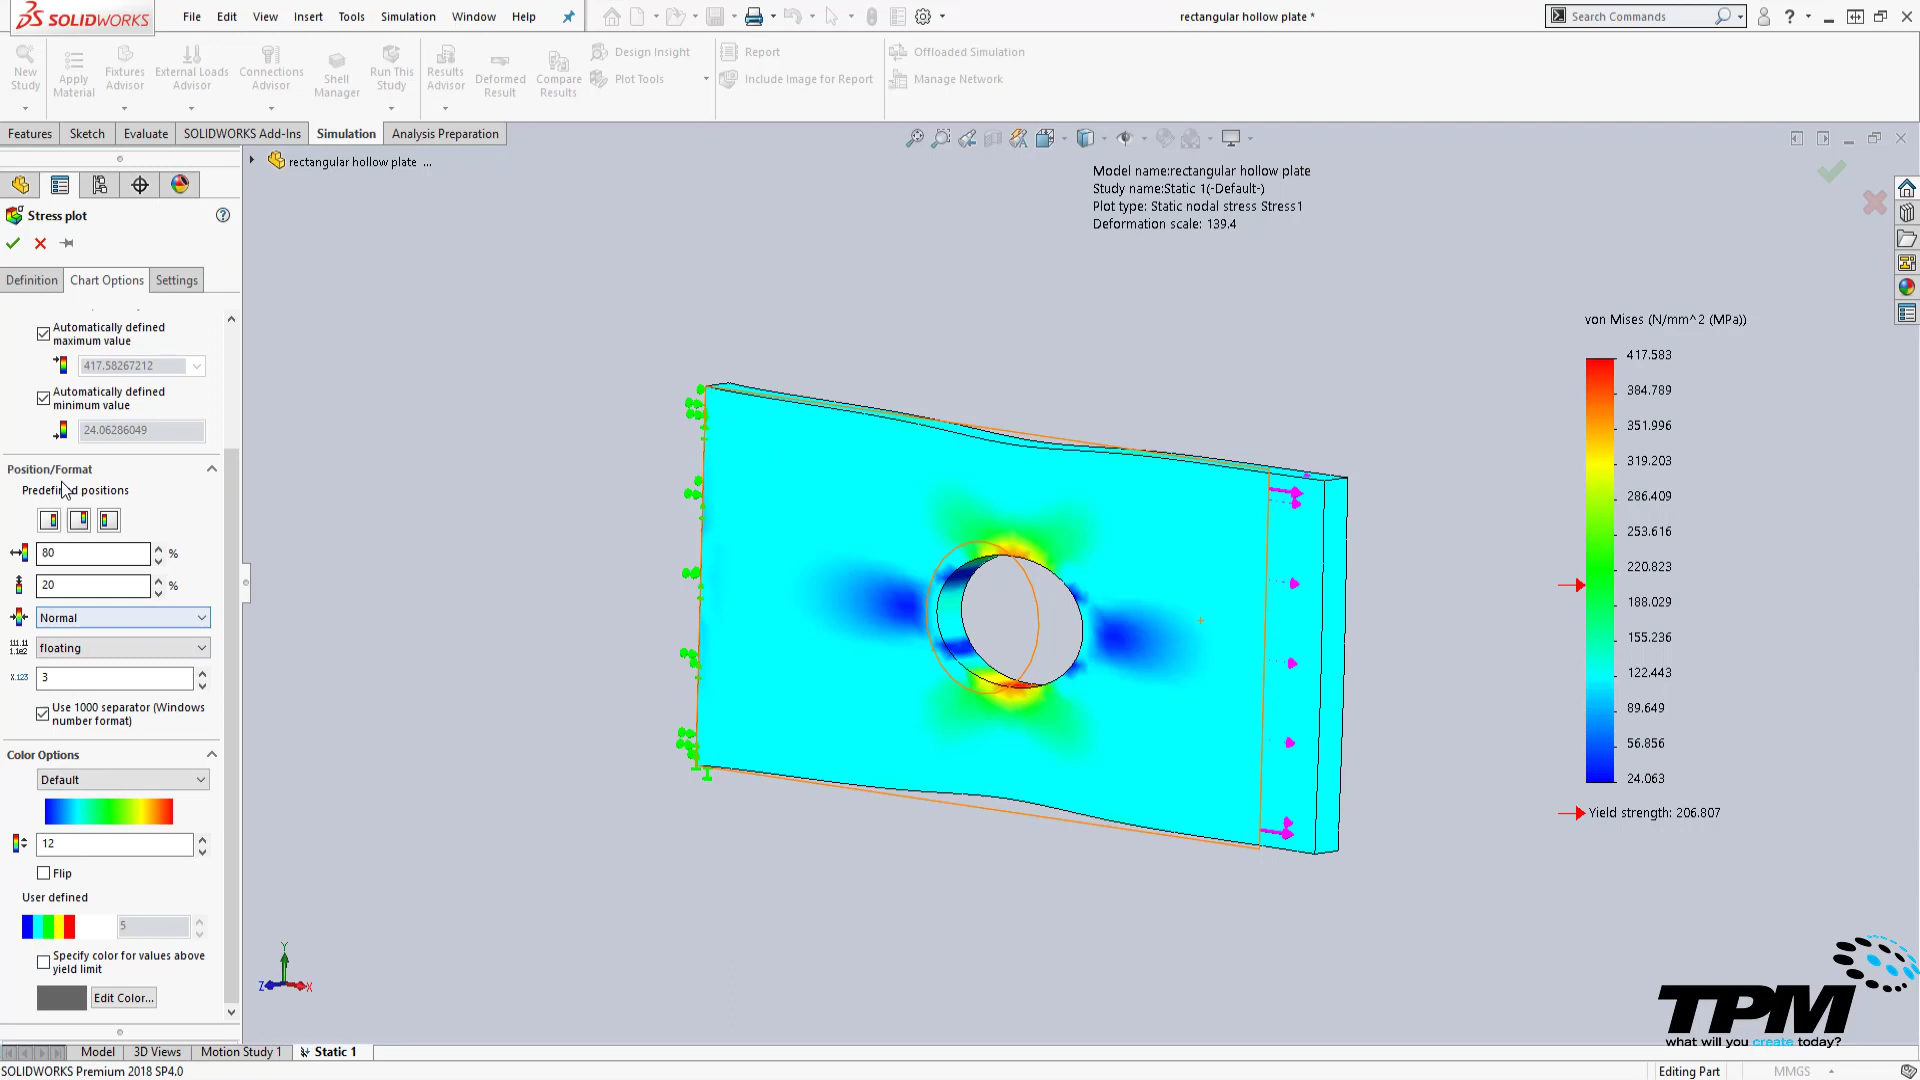 SOLIDWORKS
File Edit View Insert Tools Simulation Window Help
rectangular hollow plate *
Search Commands
New Study
Apply Material
Fixtures Advisor
External Loads Advisor
Connections Advisor
Shell Manager
Run This Study
Results Advisor
Deformed Result
Compare Results
Design Insight
Plot Tools
Report
Include Image for Report
Offloaded Simulation
Manage Network
Features Sketch Evaluate SOLIDWORKS Add-Ins Simulation Analysis Preparation
rectangular hollow plate ...
Model name:rectangular hollow plate
Study name:Static 1(-Default-)
Plot type: Static nodal stress Stress1
Deformation scale: 139.4
Stress plot
Definition Chart Options Settings
Automatically defined
maximum value
417.58267212
Automatically defined
minimum value
24.06286049
Position/Format
Predefined positions
80 %
20 %
Normal
111.11
1.1e2
floating
x.123
3
Use 1000 separator (Windows
number format)
Color Options
Default
12
Flip
User defined
5
Specify color for values above
yield limit
Edit Color...
von Mises (N/mm^2 (MPa))
417.583
384.789
351.996
319.203
286.409
253.616
220.823
188.029
155.236
122.443
89.649
56.856
24.063
Yield strength: 206.807
Y
Z
X
TPM
what will you create today?
Model 3D Views Motion Study 1 Static 1
SOLIDWORKS Premium 2018 SP4.0
Editing Part
MMGS